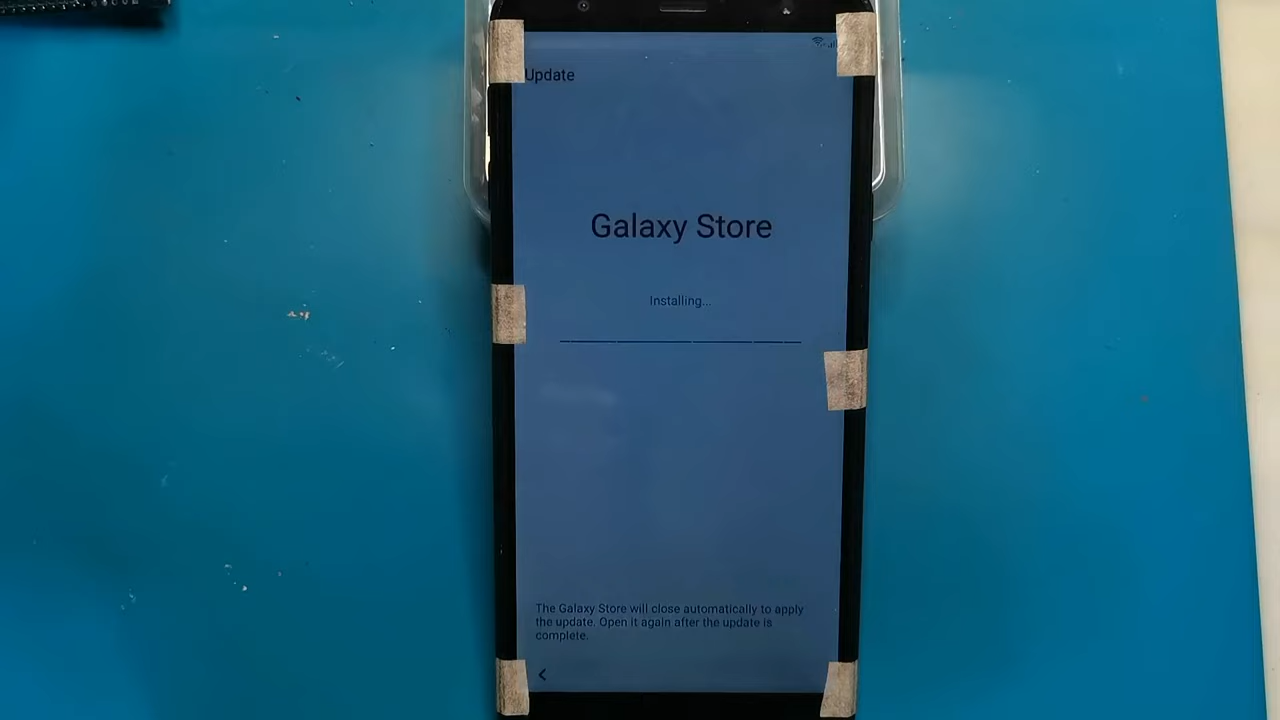 Update
Galaxy Store
Installing...
The Galaxy Store will close automatically to apply
the update. Open it again after the update is
complete.